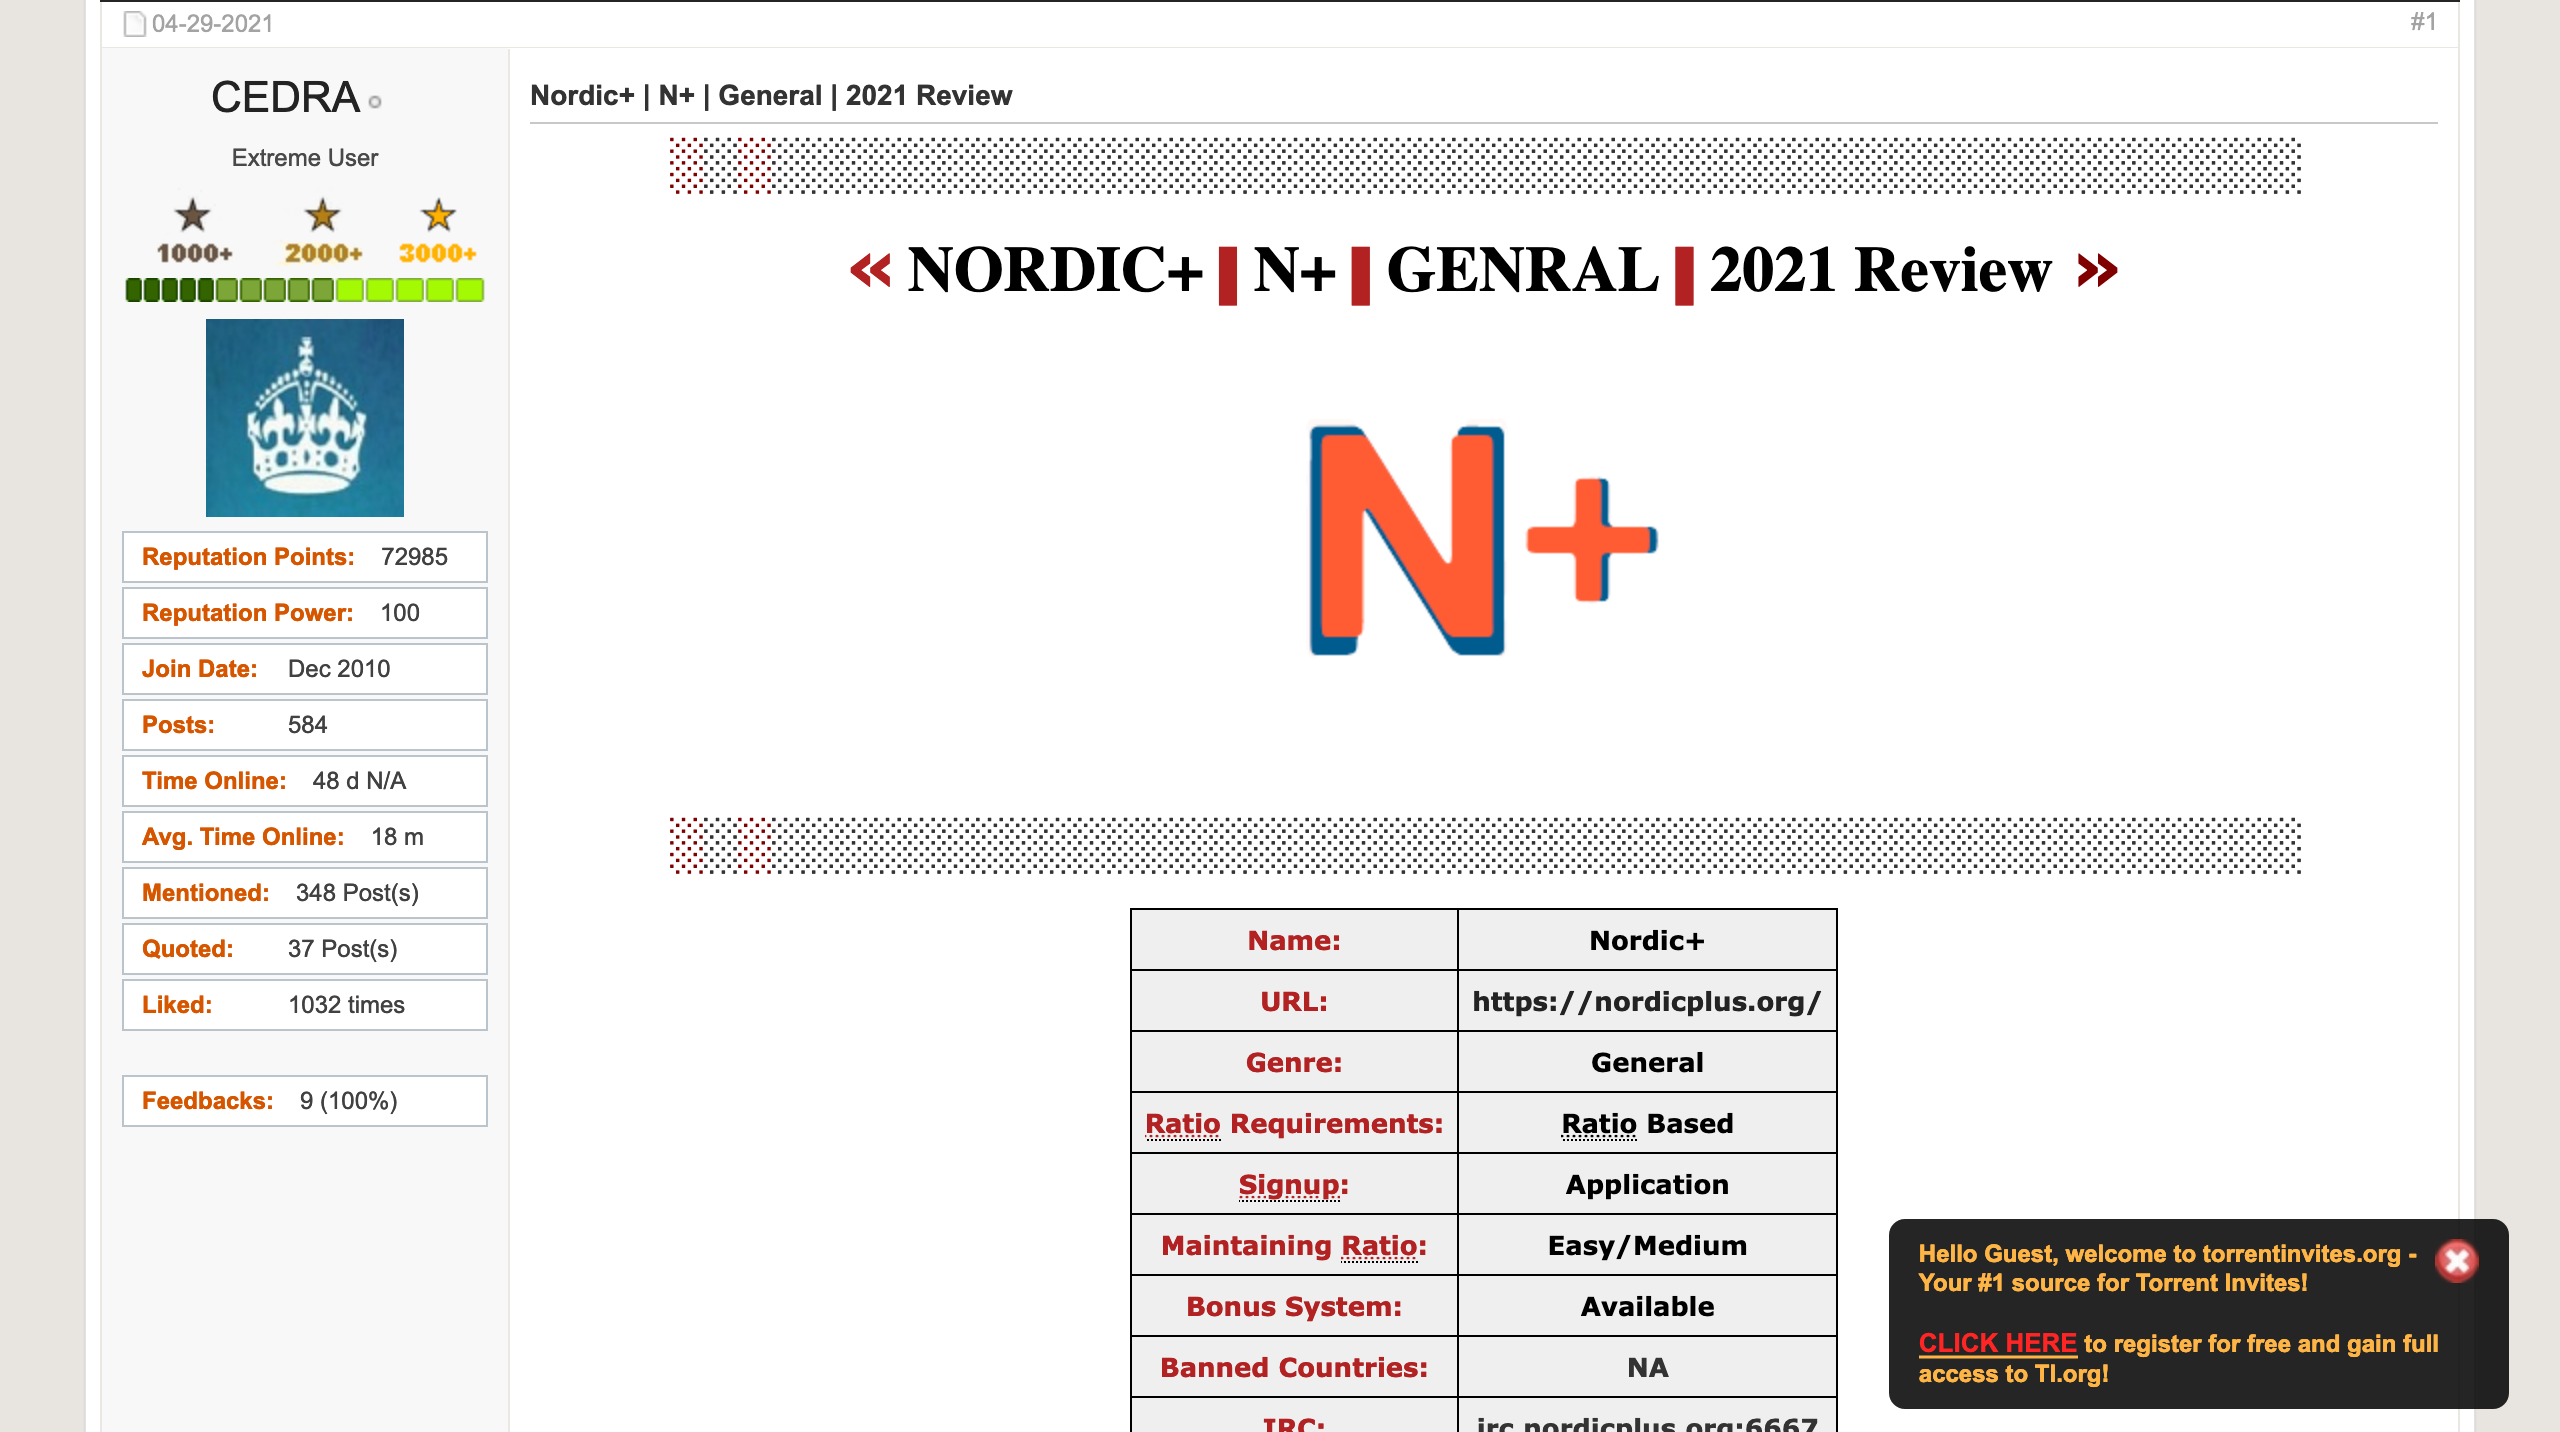 04-29-2021
#1
CEDRA
Extreme User
1000+ 2000+ 3000+
Reputation Points: 72985
Reputation Power: 100
Join Date: Dec 2010
Posts: 584
Time Online: 48 d N/A
Avg. Time Online: 18 m
Mentioned: 348 Post(s)
Quoted: 37 Post(s)
Liked: 1032 times
Feedbacks: 9 (100%)
Nordic+ | N+ | General | 2021 Review
« NORDIC+ | N+ | GENRAL | 2021 Review »
N+
Name: Nordic+
URL: https://nordicplus.org/
Genre: General
Ratio Requirements: Ratio Based
Signup: Application
Maintaining Ratio: Easy/Medium
Bonus System: Available
Banned Countries: NA
IRC: irc.nordicplus.org:6667
Hello Guest, welcome to torrentinvites.org -
Your #1 source for Torrent Invites!
CLICK HERE to register for free and gain full
access to TI.org!